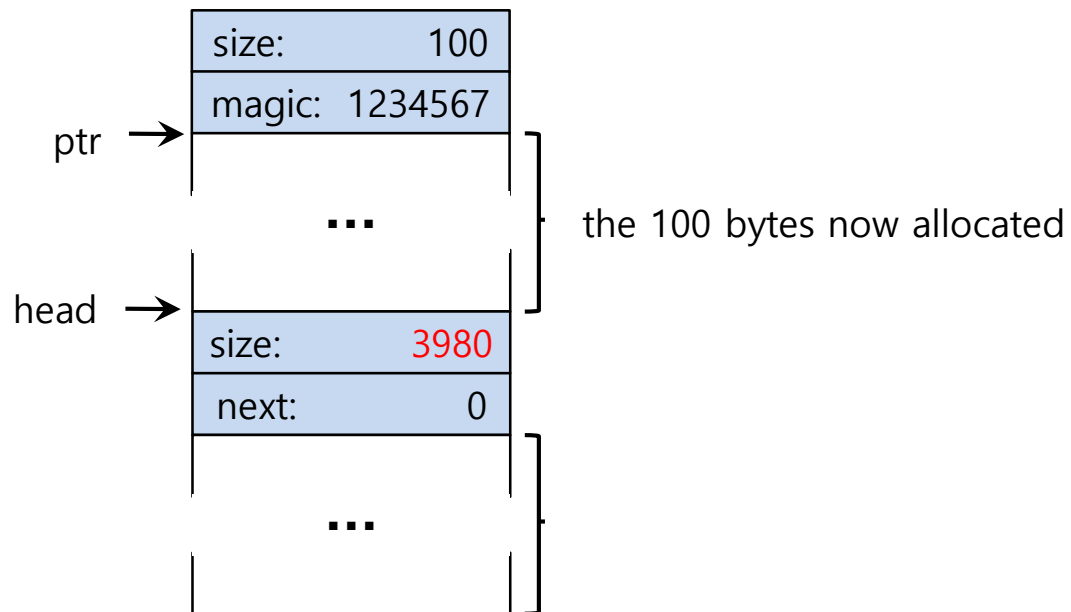 size: 100
magic: 1234567
ptr
...
the 100 bytes now allocated
head
size: 3980
next: 0
...